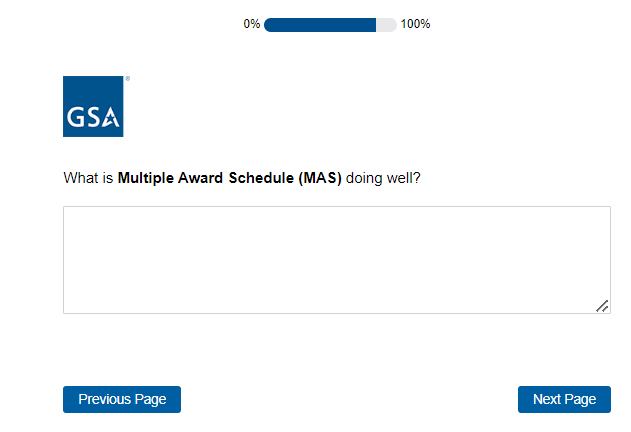 0% 100%
GSA®
What is Multiple Award Schedule (MAS) doing well?
Previous Page Next Page